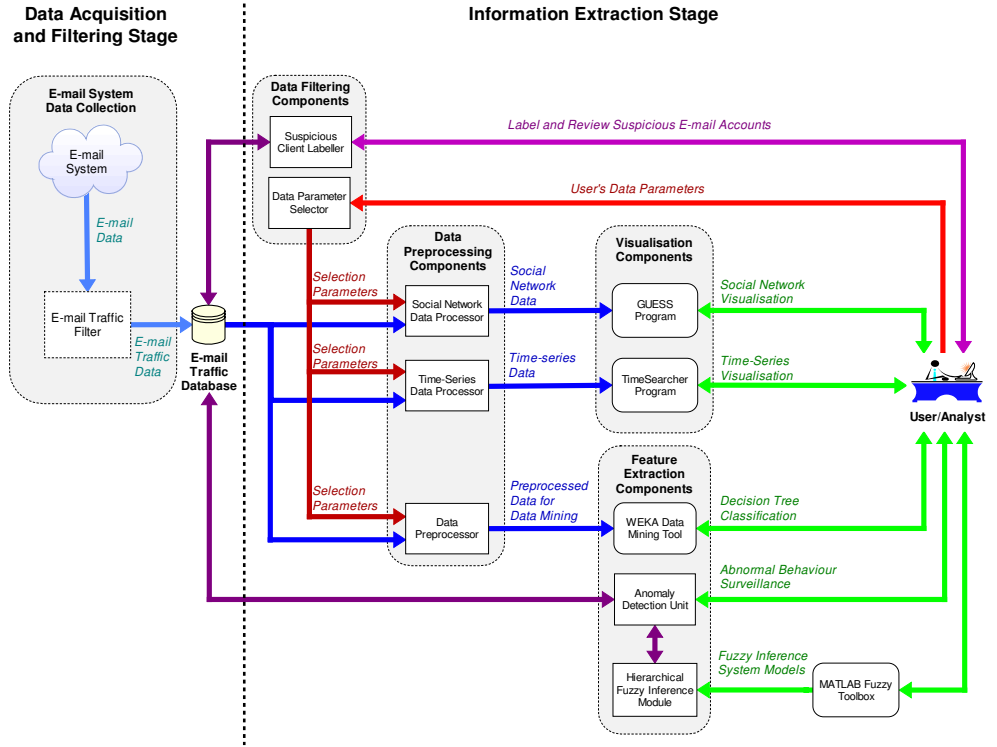 Data Acquisition
and Filtering Stage
Information Extraction Stage
E-mail System
Data Collection
E-mail
System
E-mail
Data
E-mail Traffic
Filter
E-mail
Traffic
Data
E-mail
Traffic
Database
Data Filtering
Components
Suspicious
Client Labeller
Data Parameter
Selector
Label and Review Suspicious E-mail Accounts
User's Data Parameters
Data
Preprocessing
Components
Selection
Parameters
Social Network
Data Processor
Social
Network
Data
Selection
Parameters
Time-Series
Data Processor
Time-series
Data
Selection
Parameters
Data
Preprocessor
Preprocessed
Data for
Data Mining
Visualisation
Components
GUESS
Program
Social Network
Visualisation
TimeSearcher
Program
Time-Series
Visualisation
User/Analyst
Feature
Extraction
Components
WEKA Data
Mining Tool
Decision Tree
Classification
Anomaly
Detection Unit
Abnormal Behaviour
Surveillance
Hierarchical
Fuzzy Inference
Module
Fuzzy Inference
System Models
MATLAB Fuzzy
Toolbox